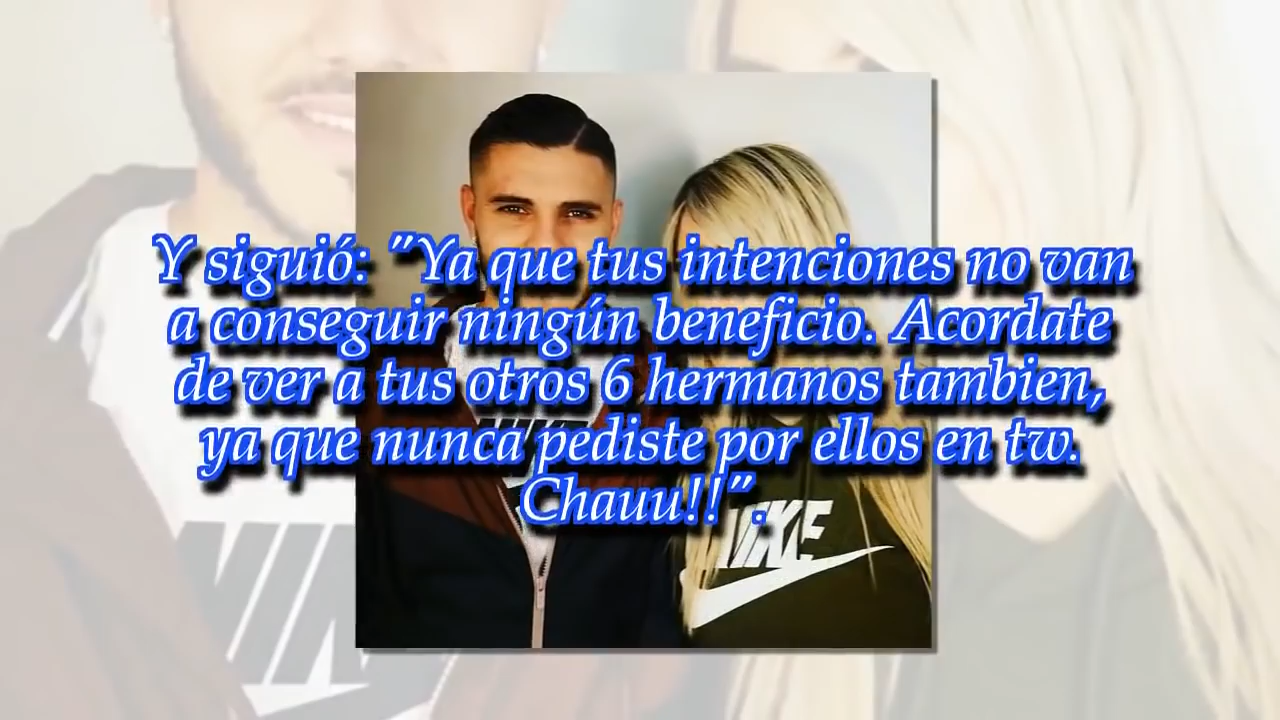 Y siguió: "Ya que tus intenciones no van
a conseguir ningún beneficio. Acordate
de ver a tus otros 6 hermanos tambien,
ya que nunca pediste por ellos en tw.
Chauu!!".
NIKE